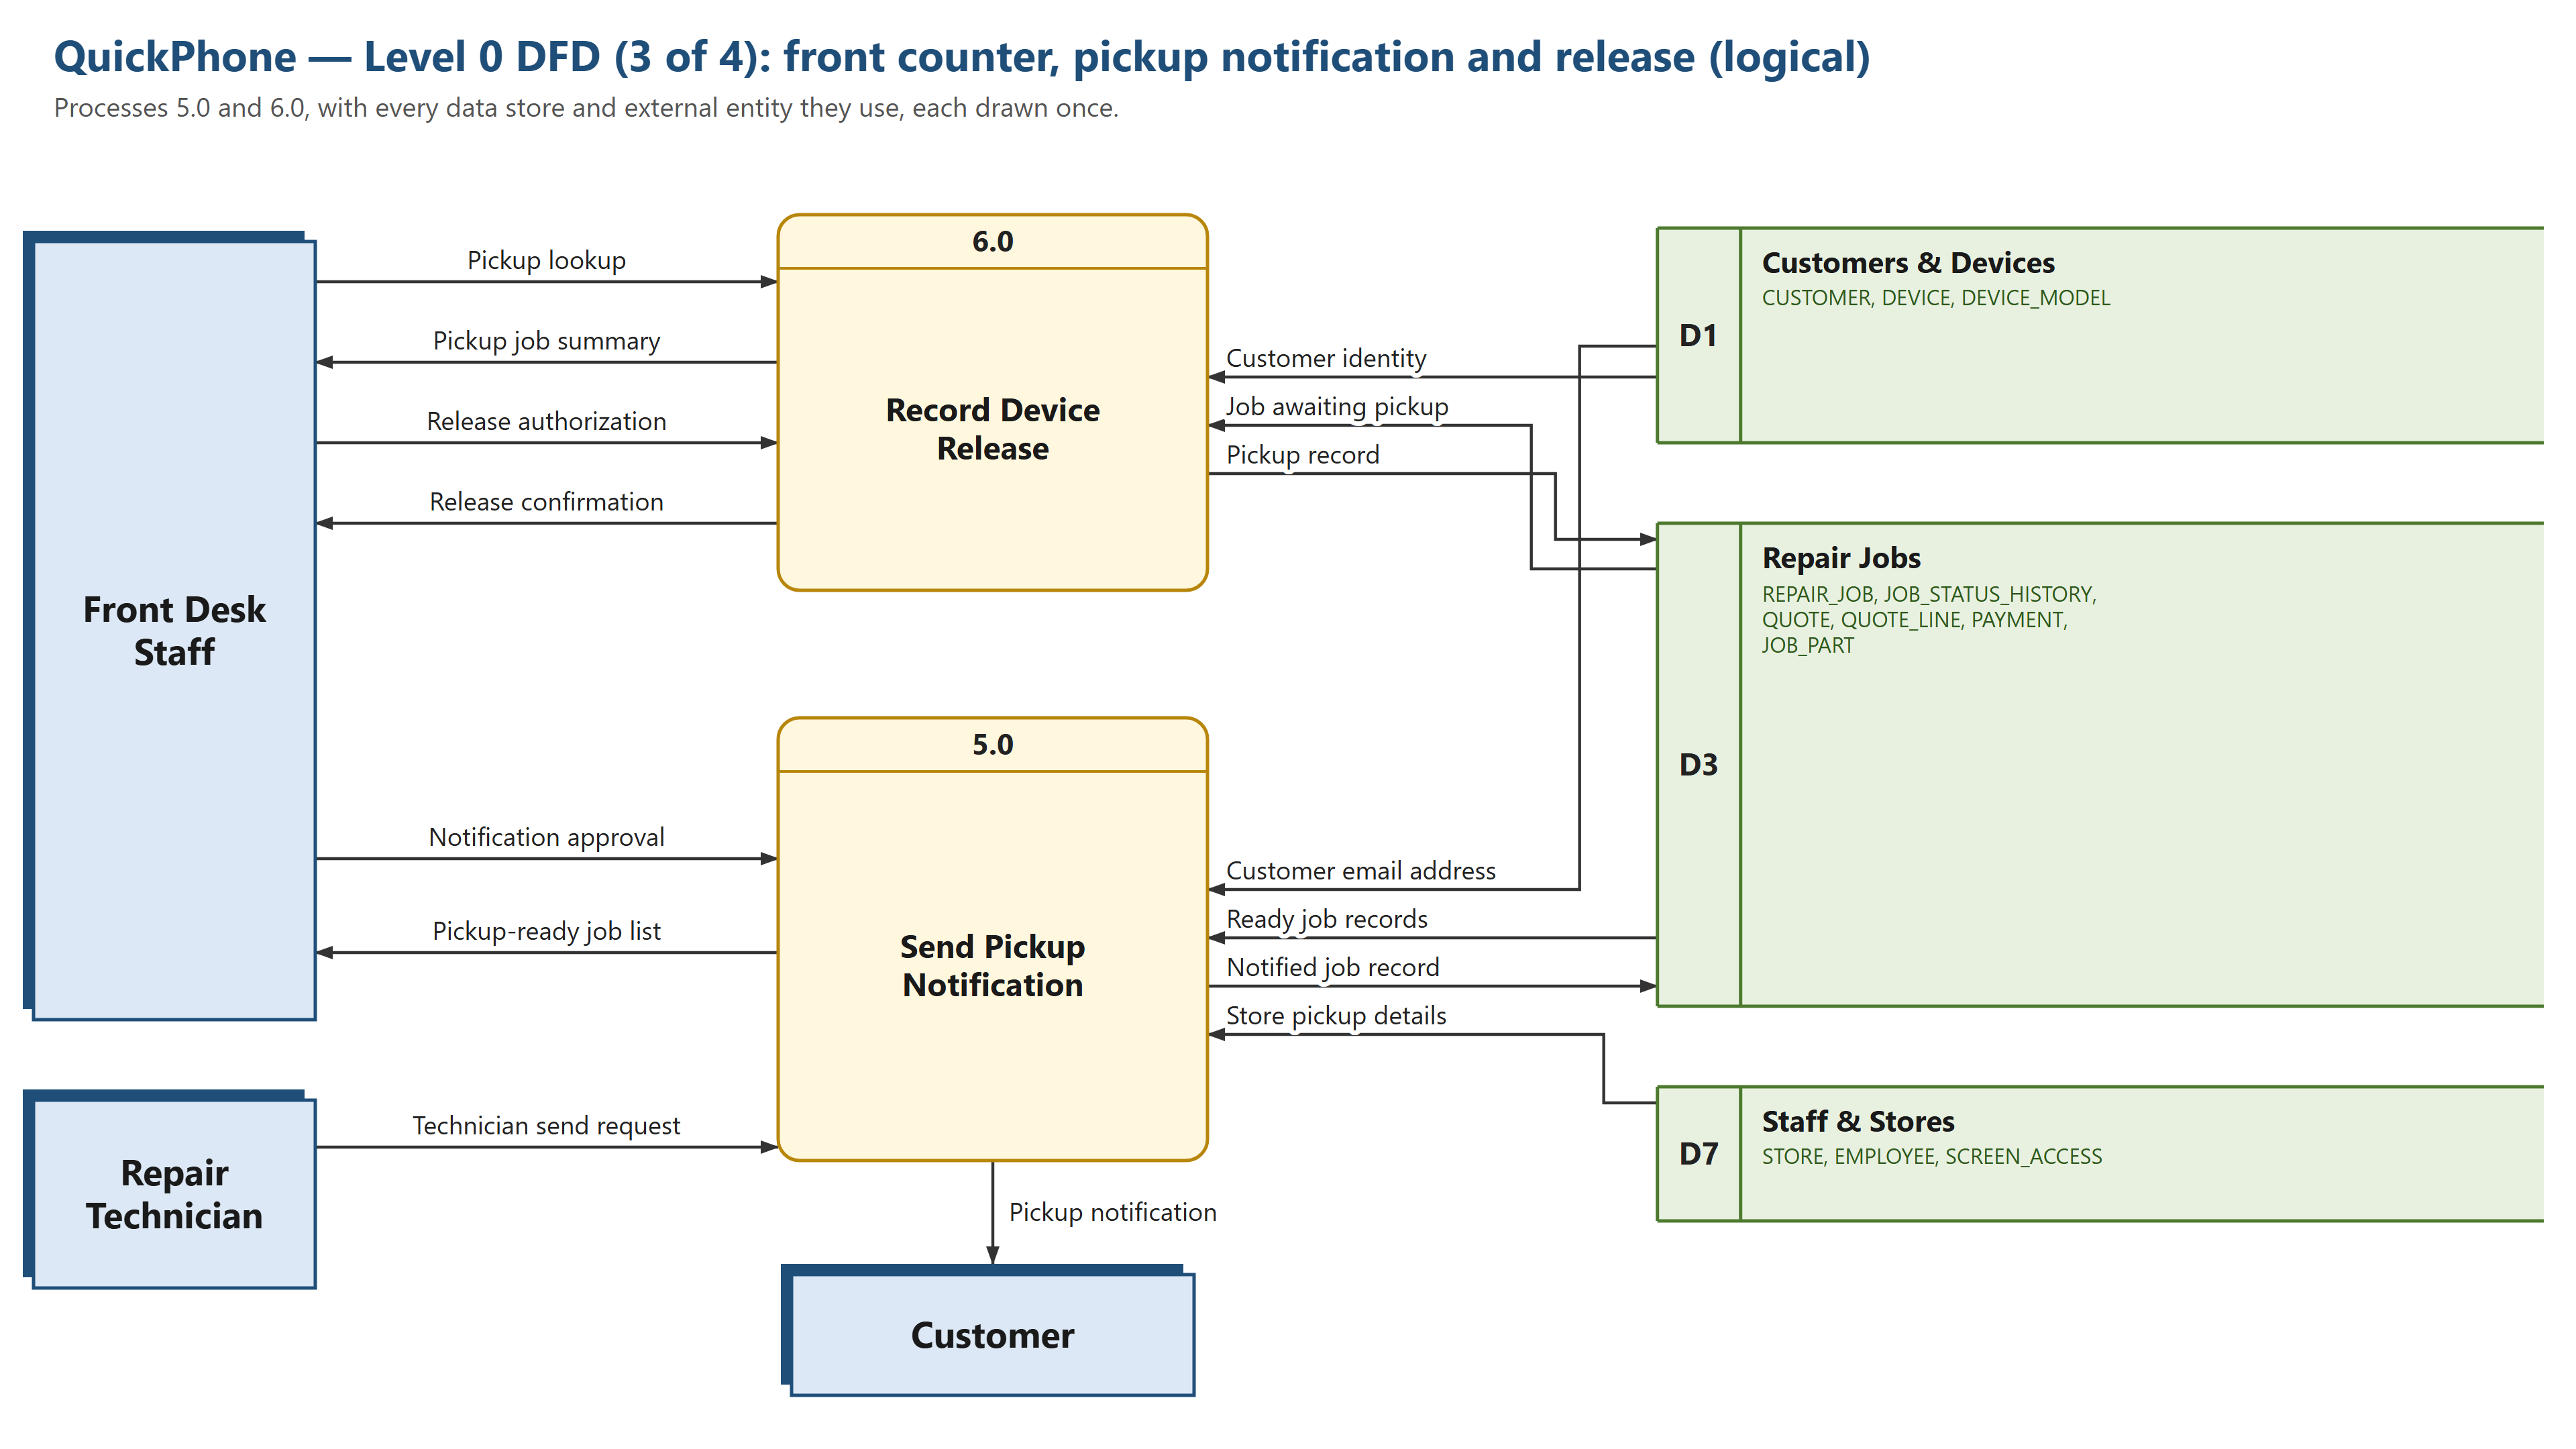 QuickPhone — Level 0 DFD (3 of 4): front counter, pickup notification and release (logical)
Processes 5.0 and 6.0, with every data store and external entity they use, each drawn once.
Front Desk
Staff
Pickup lookup
Pickup job summary
Release authorization
Release confirmation
6.0
Record Device
Release
Customer identity
Job awaiting pickup
Pickup record
D1
Customers & Devices
CUSTOMER, DEVICE, DEVICE_MODEL
D3
Repair Jobs
REPAIR_JOB, JOB_STATUS_HISTORY,
QUOTE, QUOTE_LINE, PAYMENT,
JOB_PART
Notification approval
Pickup-ready job list
5.0
Send Pickup
Notification
Customer email address
Ready job records
Notified job record
Store pickup details
D7
Staff & Stores
STORE, EMPLOYEE, SCREEN_ACCESS
Repair
Technician
Technician send request
Pickup notification
Customer